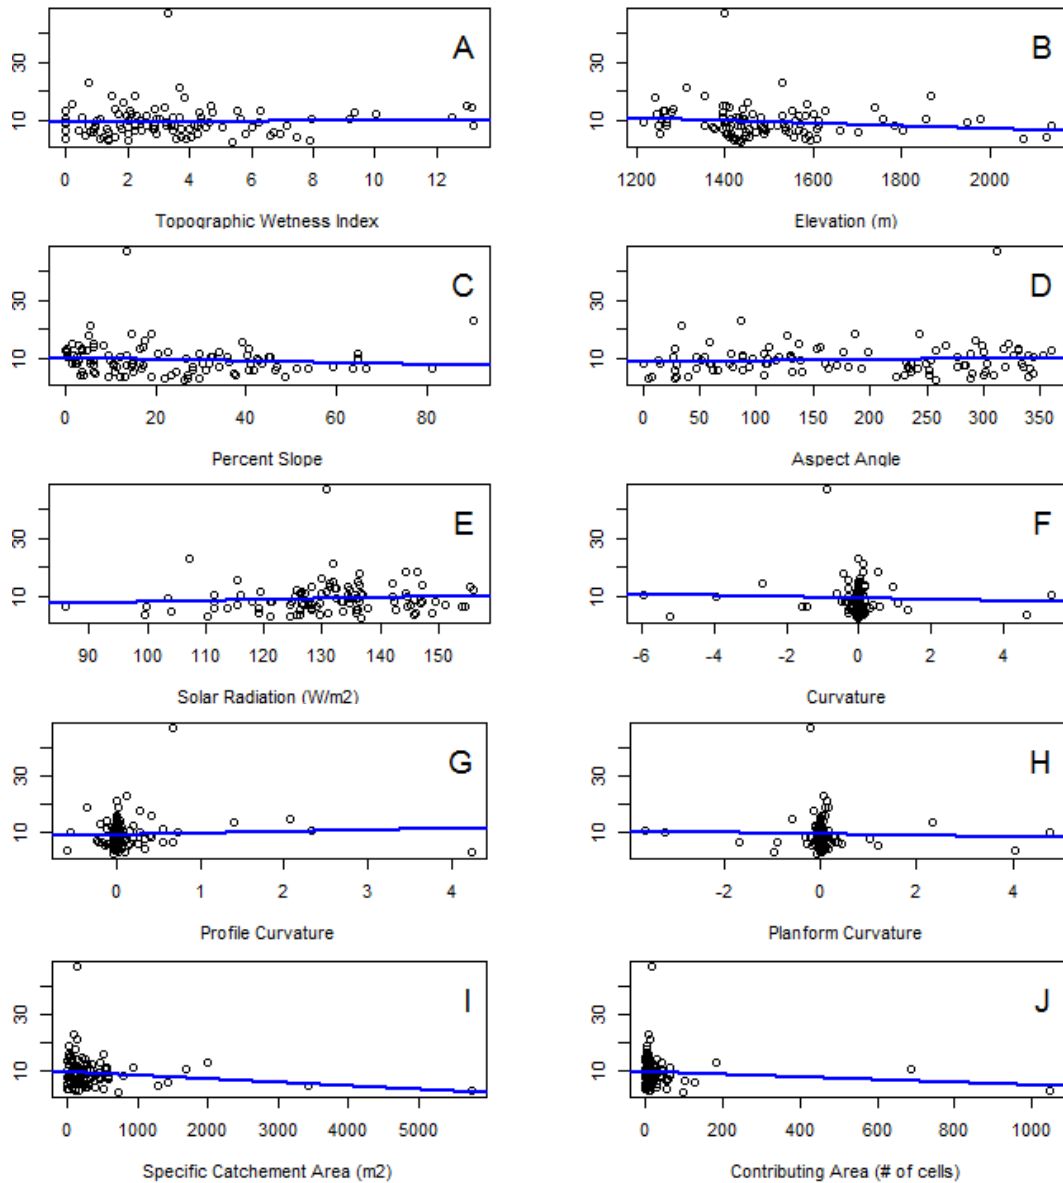 A
30
10
0 2 4 6 8 10 12
Topographic Wetness Index
B
30
10
1200 1400 1600 1800 2000
Elevation (m)
C
30
10
0 20 40 60 80
Percent Slope
D
30
10
0 50 100 150 200 250 300 350
Aspect Angle
E
30
10
90 100 110 120 130 140 150
Solar Radiation (W/m2)
F
30
10
-6 -4 -2 0 2 4
Curvature
G
30
10
0 1 2 3 4
Profile Curvature
H
30
10
-2 0 2 4
Planform Curvature
I
30
10
0 1000 2000 3000 4000 5000
Specific Catchement Area (m2)
J
30
10
0 200 400 600 800 1000
Contributing Area (# of cells)